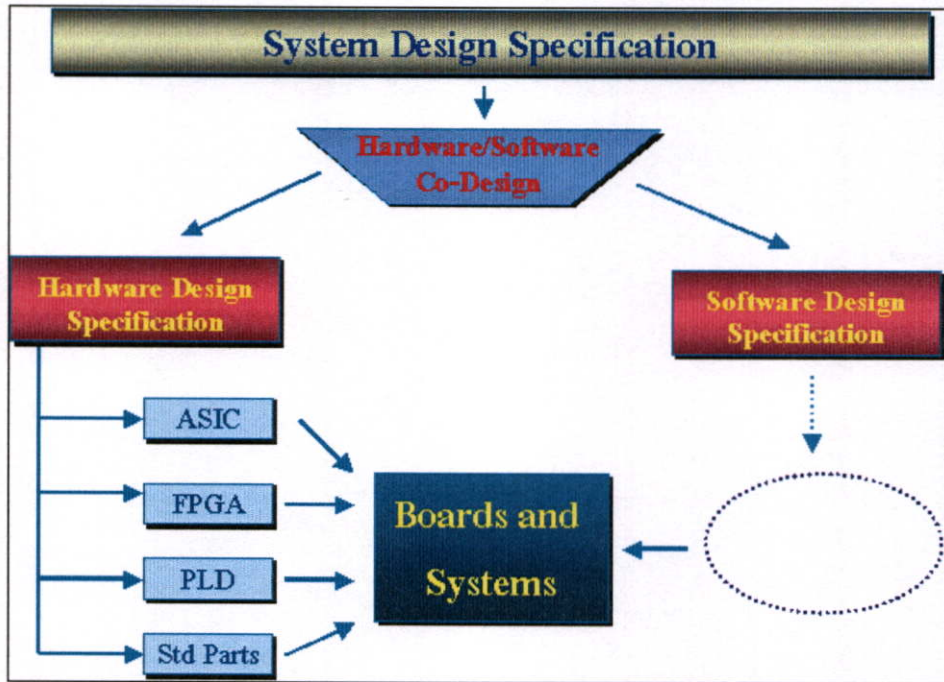 System Design Specification
Hardware/Software
Co-Design
Hardware Design
Specification
Software Design
Specification
ASIC
FPGA
PLD
Std Parts
Boards and
Systems